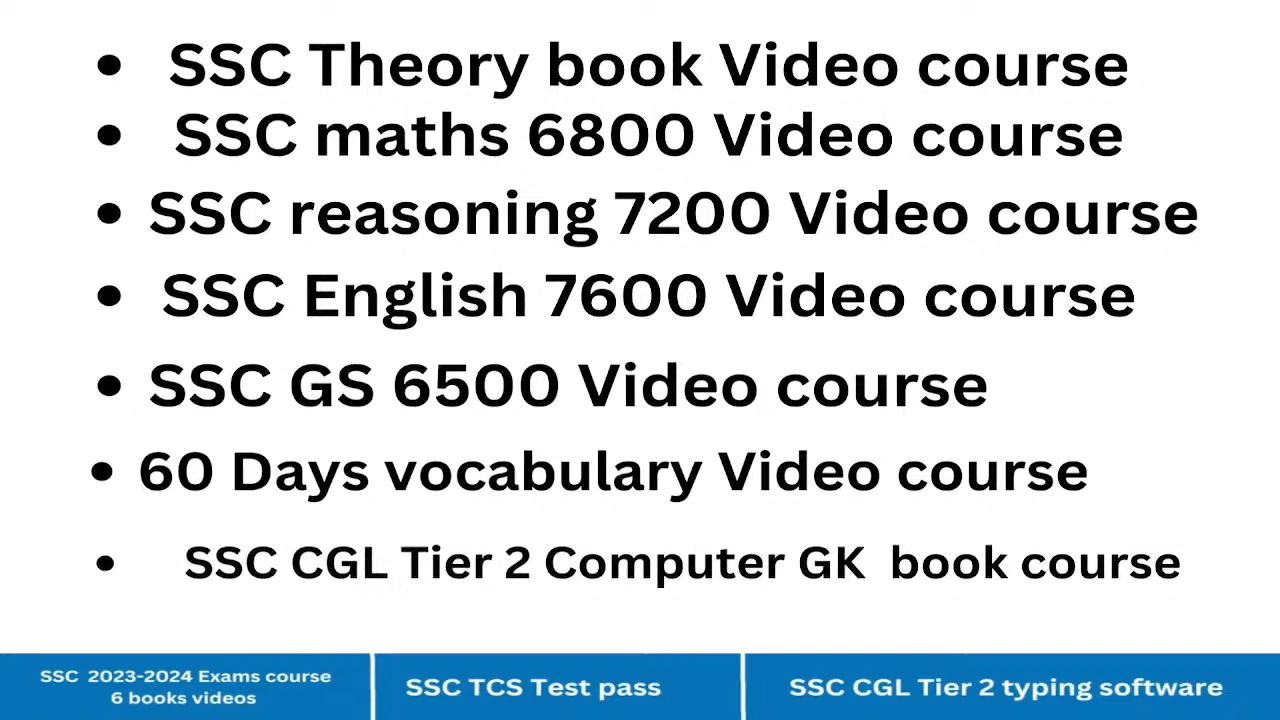 • SSC Theory book Video course
• SSC maths 6800 Video course
• SSC reasoning 7200 Video course
• SSC English 7600 Video course
• SSC GS 6500 Video course
• 60 Days vocabulary Video course
• SSC CGL Tier 2 Computer GK book course
SSC 2023-2024 Exams course
6 books videos
SSC TCS Test pass
SSC CGL Tier 2 typing software